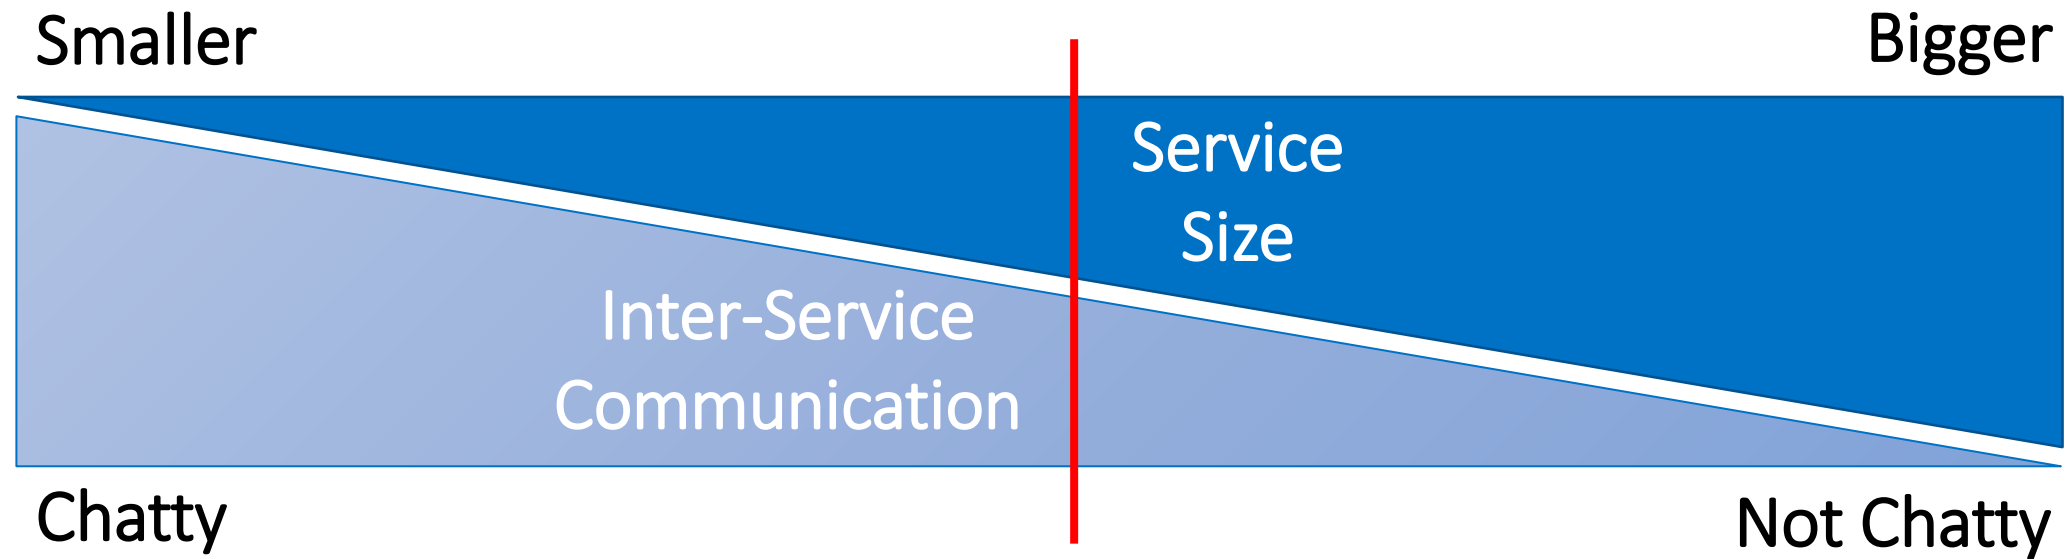 Smaller
Bigger
Service
Size
Inter-Service
Communication
Chatty
Not Chatty